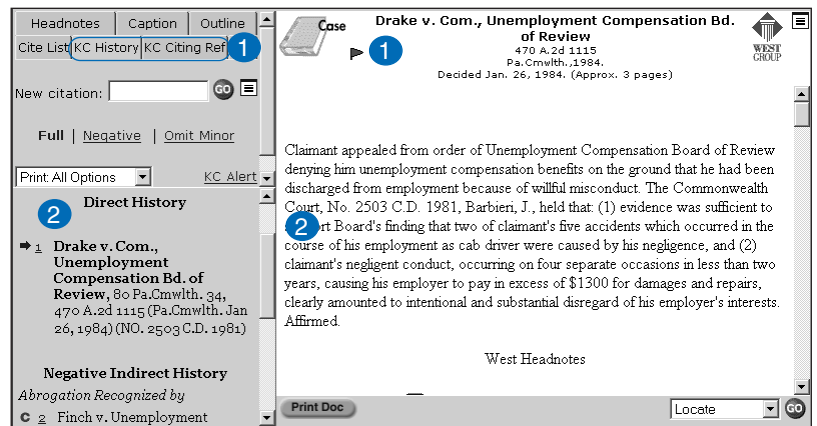 Headnotes Caption Outline
Cite List KC History KC Citing Ref 1
New citation: GO
Full | Negative | Omit Minor
Print: All Options KC Alert
2 Direct History
1 Drake v. Com.,
Unemployment
Compensation Bd. of
Review, 80 Pa.Cmwlth. 34,
470 A.2d 1115 (Pa.Cmwlth. Jan
26, 1984) (NO. 2503 C.D. 1981)
Negative Indirect History
Abrogation Recognized by
C 2 Finch v. Unemployment
Case
1
Drake v. Com., Unemployment Compensation Bd.
of Review
470 A.2d 1115
Pa.Cmwlth.,1984.
Decided Jan. 26, 1984. (Approx. 3 pages)
WEST
GROUP
Claimant appealed from order of Unemployment Compensation Board of Review
denying him unemployment compensation benefits on the ground that he had been
discharged from employment because of willful misconduct. The Commonwealth
Court, No. 2503 C.D. 1981, Barbieri, J., held that: (1) evidence was sufficient to
2 rt Board's finding that two of claimant's five accidents which occurred in the
course of his employment as cab driver were caused by his negligence, and (2)
claimant's negligent conduct, occurring on four separate occasions in less than two
years, causing his employer to pay in excess of $1300 for damages and repairs,
clearly amounted to intentional and substantial disregard of his employer's interests.
Affirmed.
West Headnotes
Print Doc Locate GO